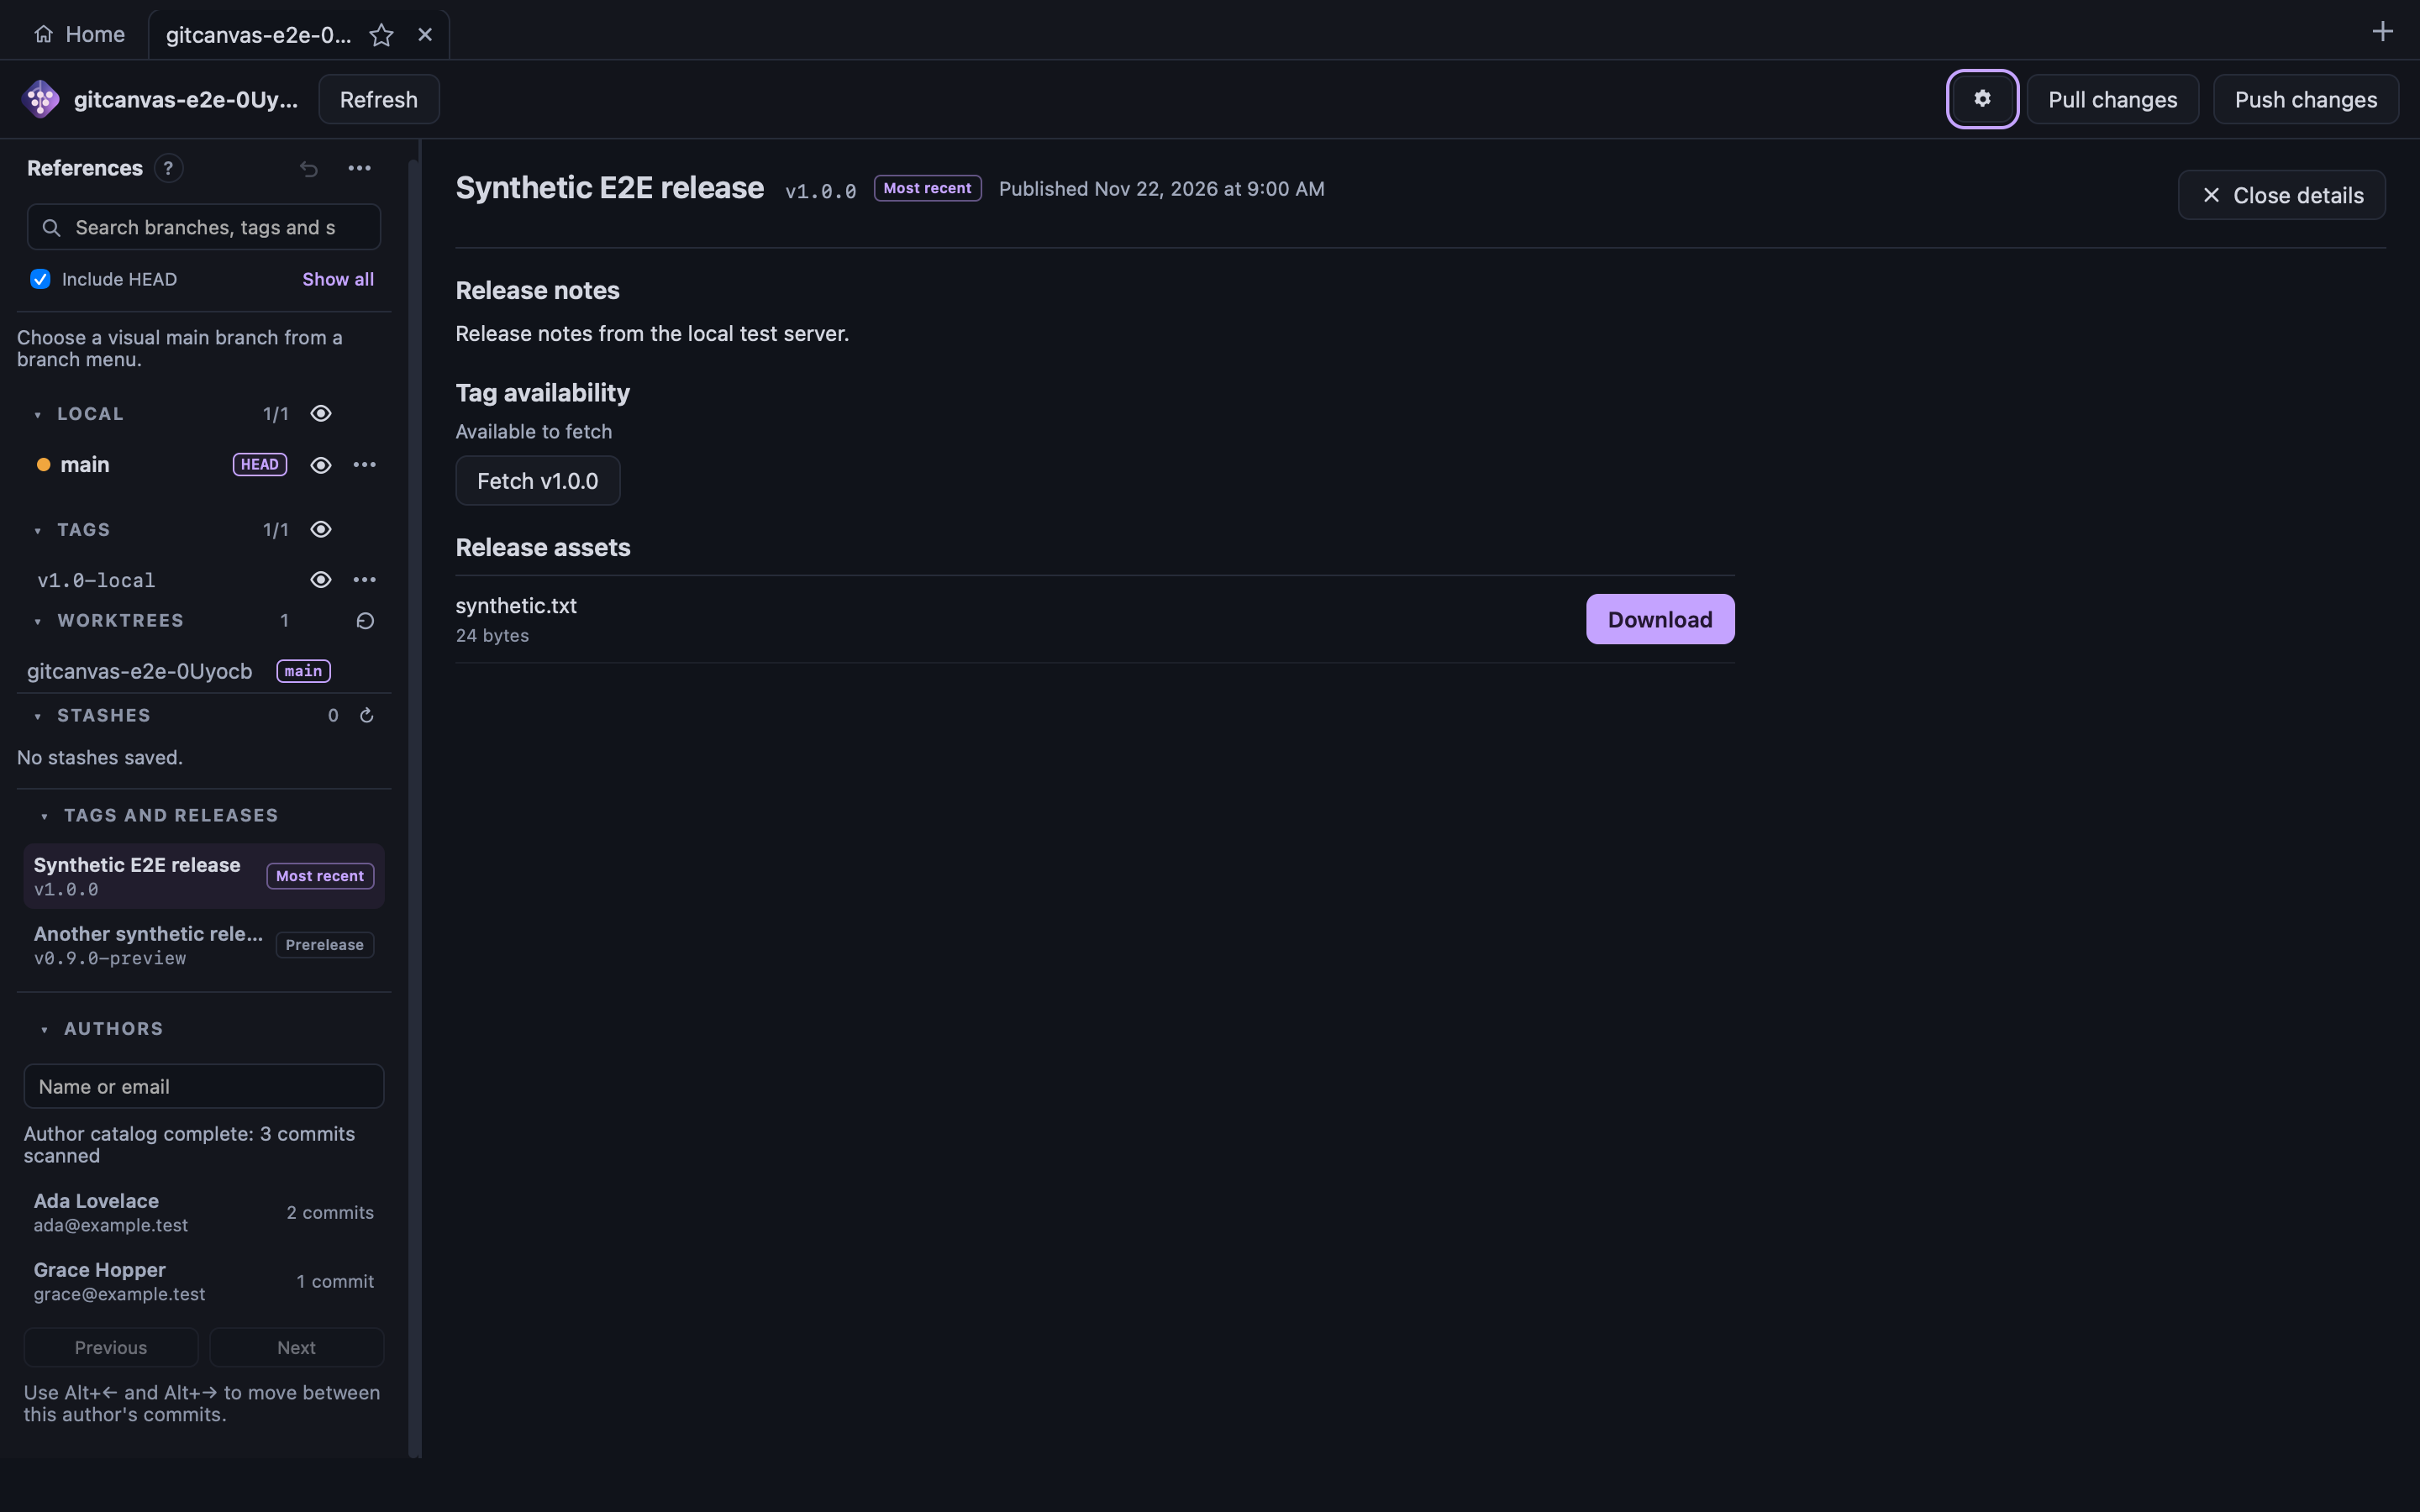 Home
gitcanvas-e2e-0...
gitcanvas-e2e-0Uy...
Refresh
Pull changes
Push changes
References
?
Search branches, tags and s
Include HEAD
Show all
Choose a visual main branch from a
branch menu.
LOCAL
1/1
main
HEAD
TAGS
1/1
v1.0-local
WORKTREES
1
gitcanvas-e2e-0Uyocb
main
STASHES
0
No stashes saved.
TAGS AND RELEASES
Synthetic E2E release
v1.0.0
Most recent
Another synthetic rele...
v0.9.0-preview
Prerelease
AUTHORS
Name or email
Author catalog complete: 3 commits
scanned
Ada Lovelace
ada@example.test
2 commits
Grace Hopper
grace@example.test
1 commit
Previous
Next
Use Alt+← and Alt+→ to move between
this author's commits.
Synthetic E2E release
v1.0.0
Most recent
Published Nov 22, 2026 at 9:00 AM
Close details
Release notes
Release notes from the local test server.
Tag availability
Available to fetch
Fetch v1.0.0
Release assets
synthetic.txt
24 bytes
Download